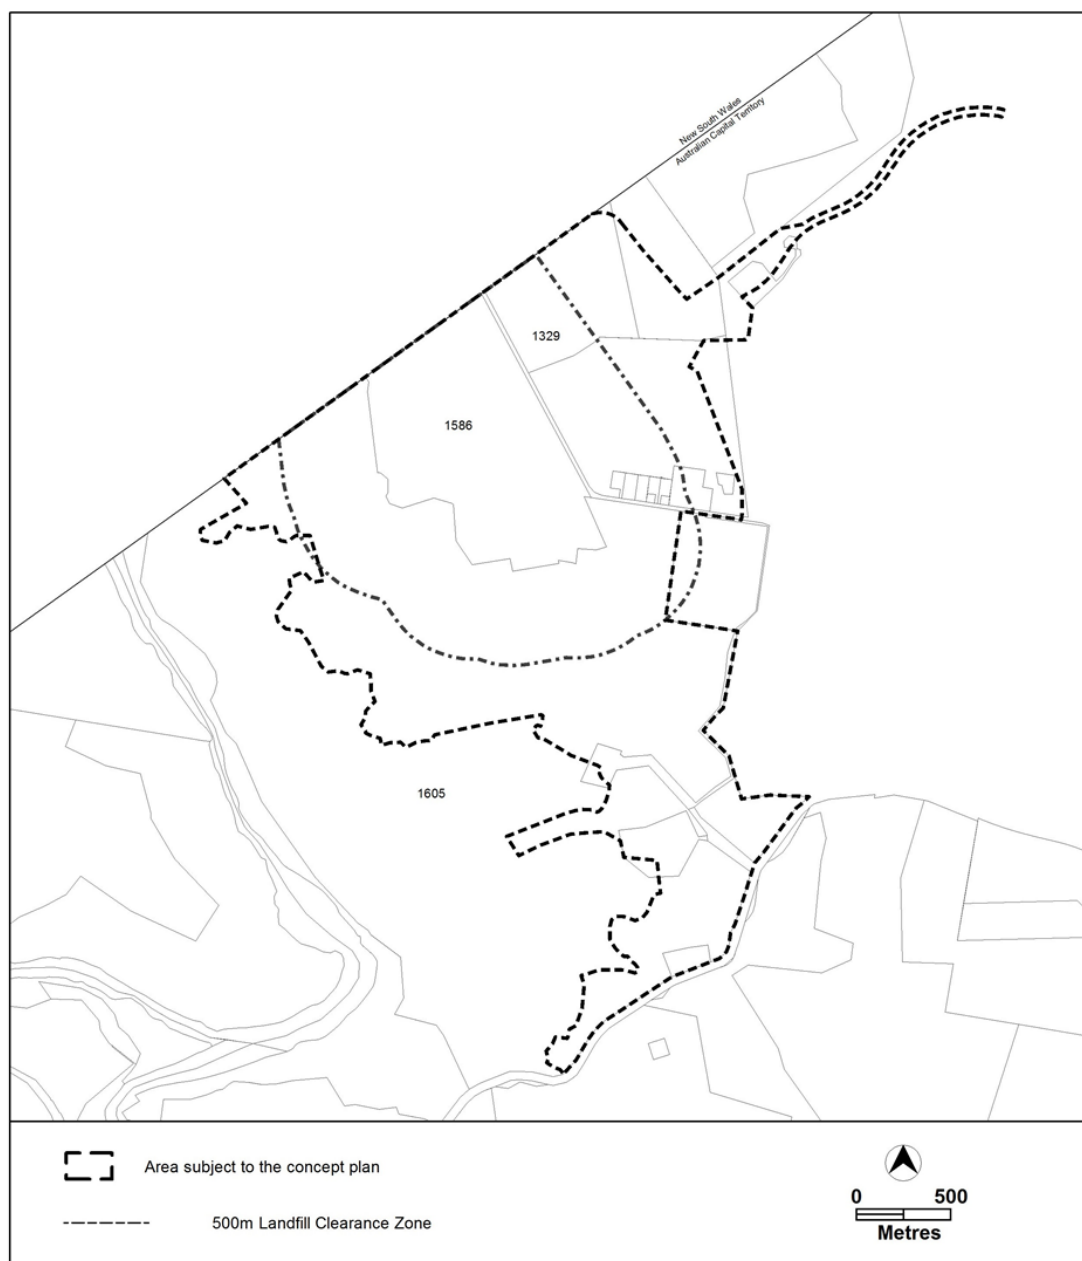 New South Wales
Australian Capital Territory
1329
1586
1605
Area subject to the concept plan
500m Landfill Clearance Zone
0 500
Metres